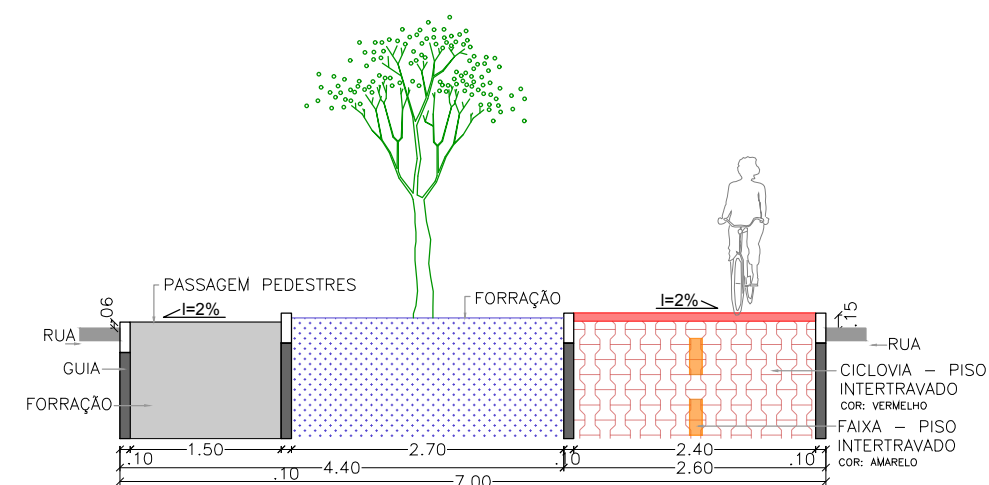 PASSAGEM PEDESTRES
FORRAÇÃO
I=2%
I=2%
.06
.15
RUA
RUA
GUIA
FORRAÇÃO
CICLOVIA – PISO
INTERTRAVADO
COR: VERMELHO
FAIXA – PISO
INTERTRAVADO
COR: AMARELO
1.50
2.70
2.40
.10
.10
.10
.10
4.40
2.60
7.00